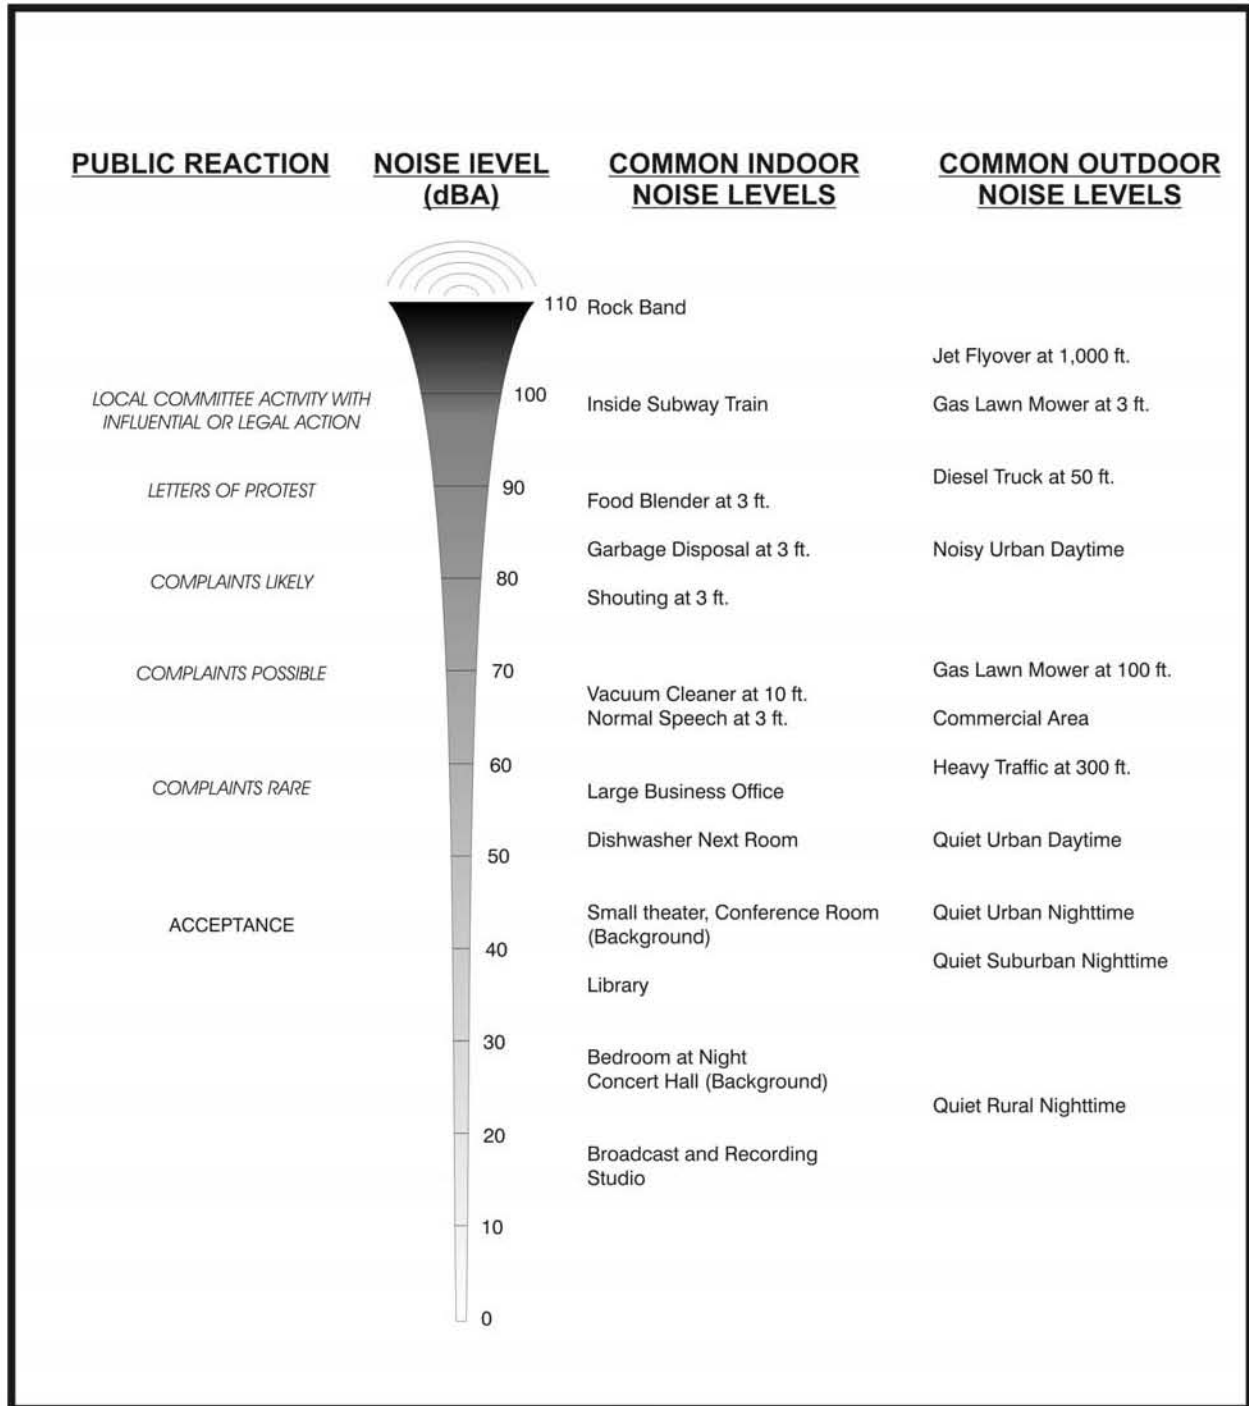 PUBLIC REACTION
NOISE lEVEL
(dBA)
COMMON INDOOR
NOISE LEVELS
COMMON OUTDOOR
NOISE LEVELS
110
Rock Band
Jet Flyover at 1,000 ft.
LOCAL COMMITTEE ACTIVITY WITH
INFLUENTIAL OR LEGAL ACTION
100
Inside Subway Train
Gas Lawn Mower at 3 ft.
Diesel Truck at 50 ft.
LETTERS OF PROTEST
90
Food Blender at 3 ft.
Garbage Disposal at 3 ft.
Noisy Urban Daytime
COMPLAINTS LIKELY
80
Shouting at 3 ft.
COMPLAINTS POSSIBLE
70
Gas Lawn Mower at 100 ft.
Vacuum Cleaner at 10 ft.
Normal Speech at 3 ft.
Commercial Area
60
Heavy Traffic at 300 ft.
COMPLAINTS RARE
Large Business Office
Dishwasher Next Room
Quiet Urban Daytime
50
ACCEPTANCE
Small theater, Conference Room
(Background)
Quiet Urban Nighttime
40
Quiet Suburban Nighttime
Library
30
Bedroom at Night
Concert Hall (Background)
Quiet Rural Nighttime
20
Broadcast and Recording
Studio
10
0